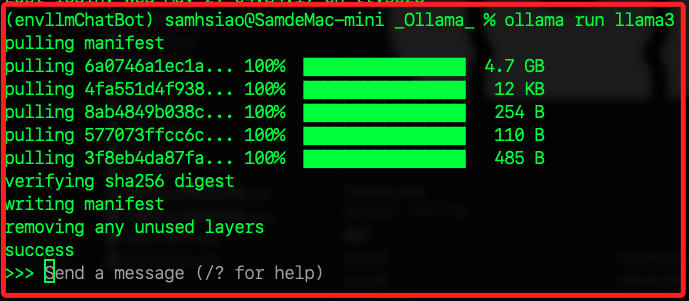 (envllmChatBot) samhsiao@SamdeMac-mini _Ollama_ % ollama run llama3
pulling manifest
pulling 6a0746a1ec1a... 100% 4.7 GB
pulling 4fa551d4f938... 100% 12 KB
pulling 8ab4849b038c... 100% 254 B
pulling 577073ffcc6c... 100% 110 B
pulling 3f8eb4da87fa... 100% 485 B
verifying sha256 digest
writing manifest
removing any unused layers
success
>>> Send a message (/? for help)